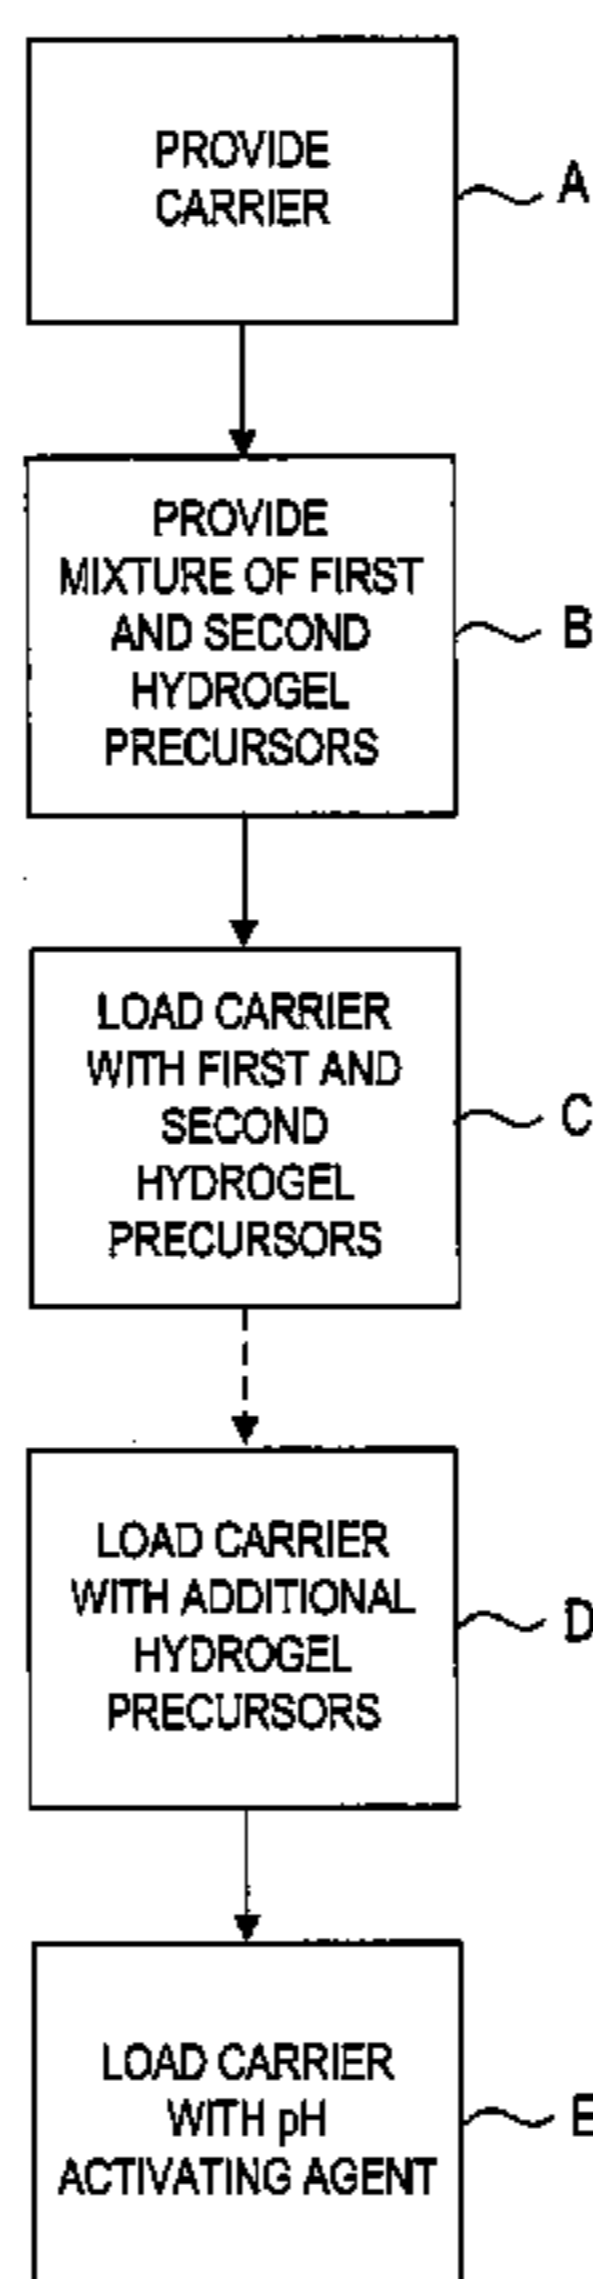 PROVIDE
CARRIER
A
PROVIDE
MIXTURE OF FIRST
AND SECOND
HYDROGEL
PRECURSORS
B
LOAD CARRIER
WITH FIRST AND
SECOND
HYDROGEL
PRECURSORS
C
LOAD CARRIER
WITH ADDITIONAL
HYDROGEL
PRECURSORS
D
LOAD CARRIER
WITH pH
ACTIVATING AGENT
E